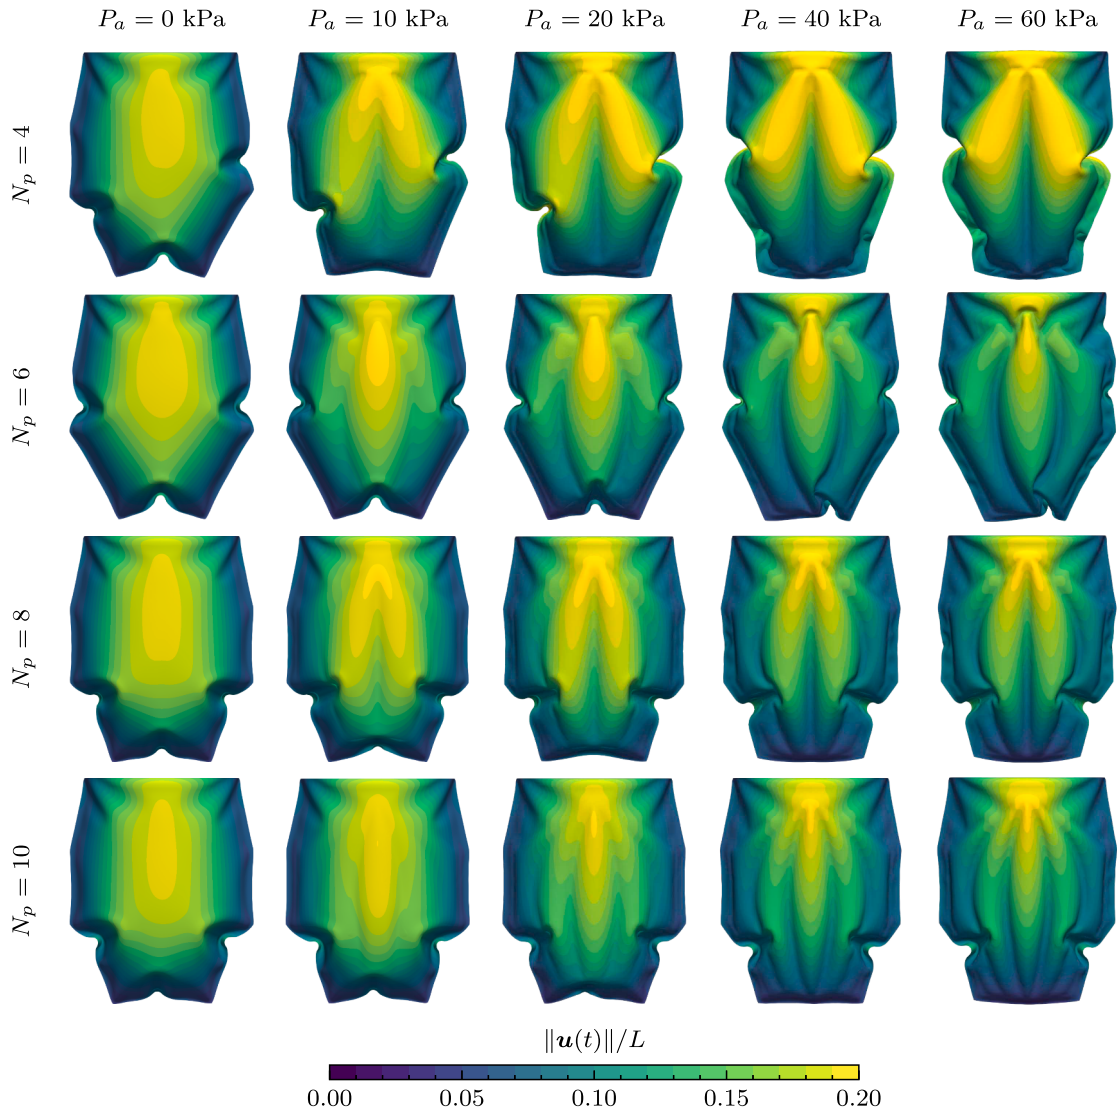 P_a = 0 kPa P_a = 10 kPa P_a = 20 kPa P_a = 40 kPa P_a = 60 kPa
N_p = 4
N_p = 6
N_p = 8
N_p = 10
‖u(t)‖/L
0.00 0.05 0.10 0.15 0.20